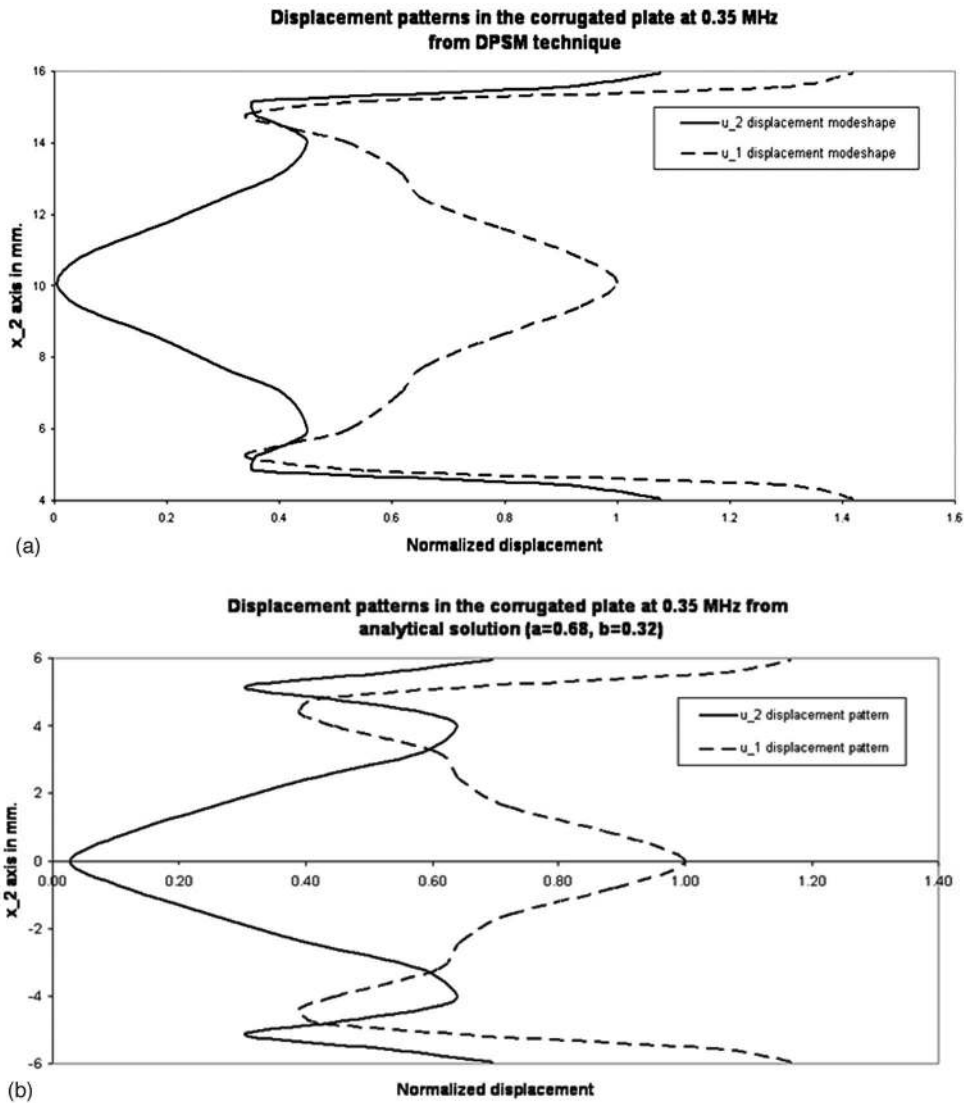 Displacement patterns in the corrugated plate at 0.35 MHz
from DPSM technique
16
14
12
10
8
6
4
x_2 axis in mm.
u_2 displacement modeshape
u_1 displacement modeshape
0 0.2 0.4 0.6 0.8 1 1.2 1.4 1.6
(a)
Normalized displacement
Displacement patterns in the corrugated plate at 0.35 MHz from
analytical solution (a=0.68, b=0.32)
6
4
2
0
-2
-4
-6
x_2 axis in mm.
u_2 displacement pattern
u_1 displacement pattern
0.00 0.20 0.40 0.60 0.80 1.00 1.20 1.40
(b)
Normalized displacement